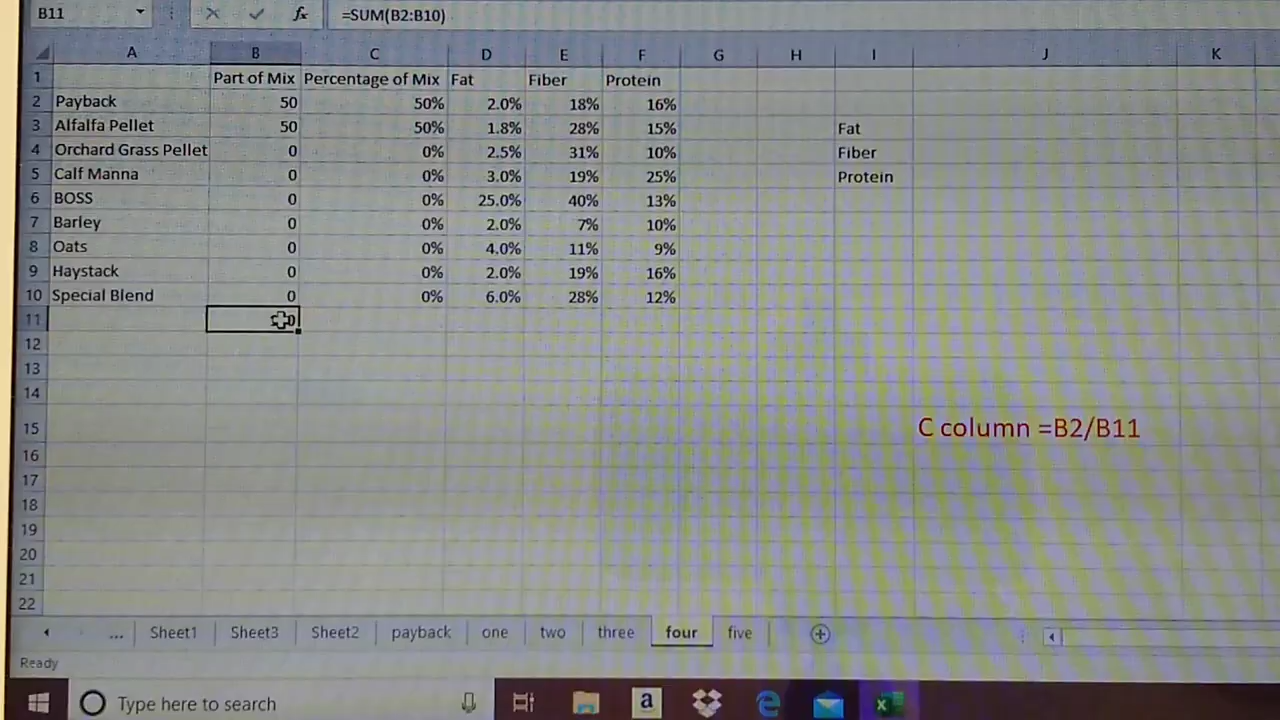 B11 fx =SUM(B2:B10)
A B C D E F G H I J K
1 Part of Mix Percentage of Mix Fat Fiber Protein
2 Payback 50 50% 2.0% 18% 16%
3 Alfalfa Pellet 50 50% 1.8% 28% 15% Fat
4 Orchard Grass Pellet 0 0% 2.5% 31% 10% Fiber
5 Calf Manna 0 0% 3.0% 19% 25% Protein
6 BOSS 0 0% 25.0% 40% 13%
7 Barley 0 0% 2.0% 7% 10%
8 Oats 0 0% 4.0% 11% 9%
9 Haystack 0 0% 2.0% 19% 16%
10 Special Blend 0 0% 6.0% 28% 12%
11
12
13
14
15 C column =B2/B11
16
17
18
19
20
21
22
... Sheet1 Sheet3 Sheet2 payback one two three four five
Ready
Type here to search a e X